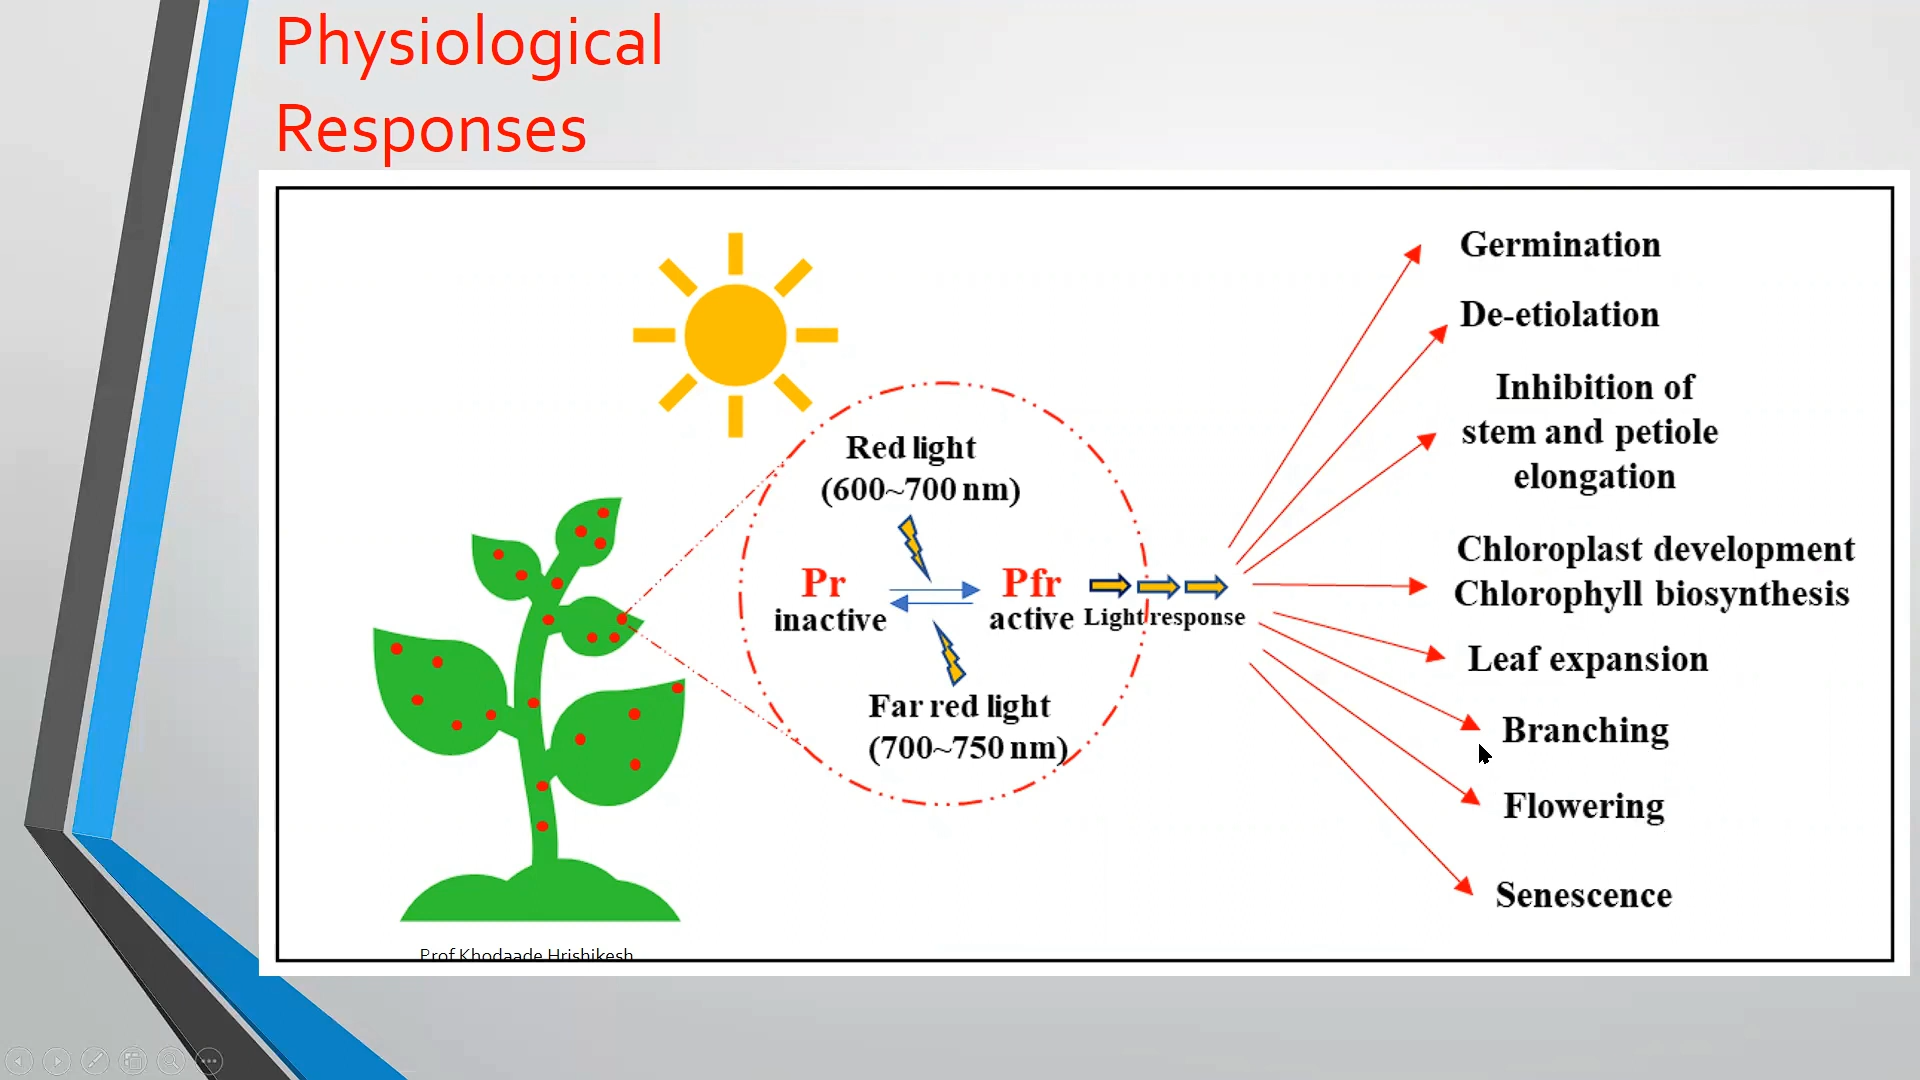 Physiological
Responses
Red light
(600~700 nm)
Pr
inactive
Pfr
active
Light response
Far red light
(700~750 nm)
Germination
De-etiolation
Inhibition of
stem and petiole
elongation
Chloroplast development
Chlorophyll biosynthesis
Leaf expansion
Branching
Flowering
Senescence
Prof Khodaade Hrishikesh